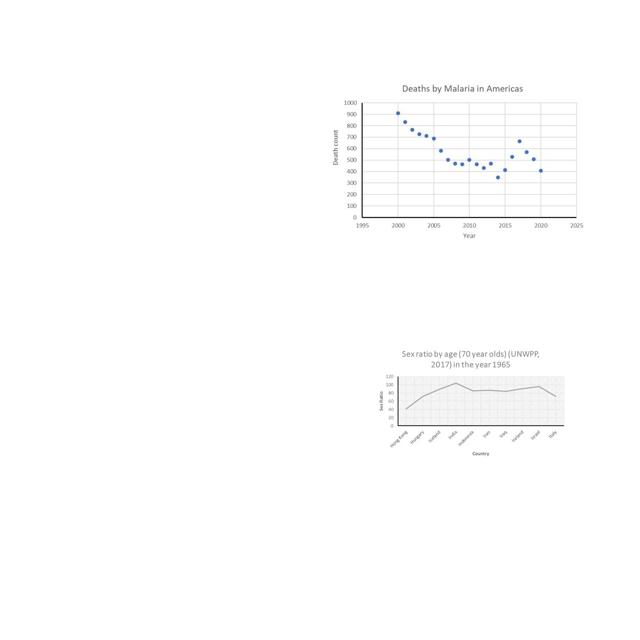 Deaths by Malaria in Americas
1000
900
800
700
600
500
400
300
200
100
0
Death count
1995 2000 2005 2010 2015 2020 2025
Year
Sex ratio by age (70 year olds) (UNWPP,
2017) in the year 1965
120
100
80
60
40
20
0
Sex Ratio
Hong Kong Hungary Iceland India Indonesia Iran Iraq Ireland Israel Italy
Country